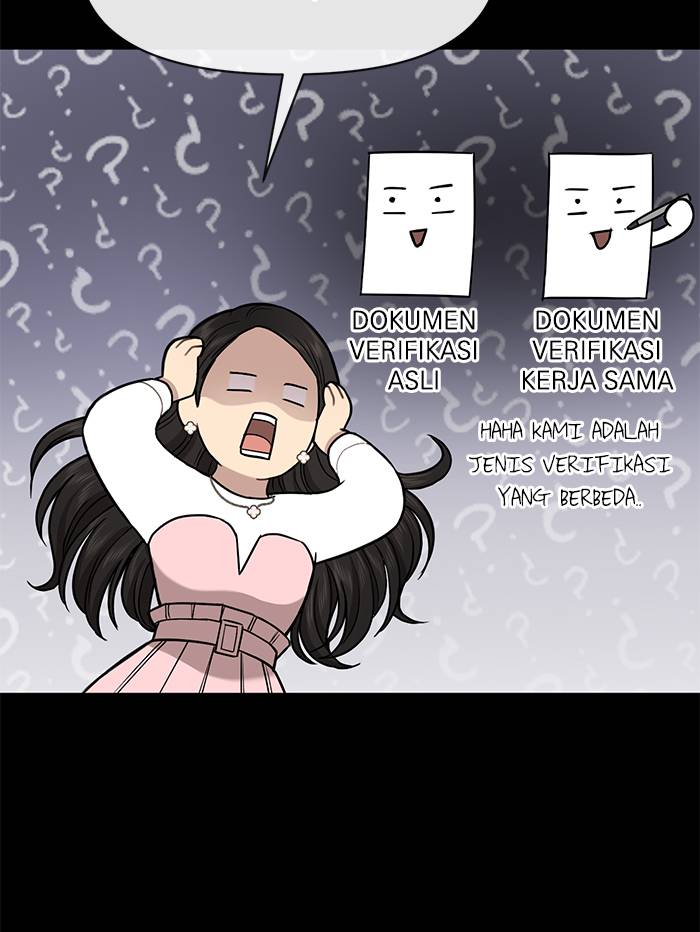 DOKUMEN
VERIFIKASI
ASLI
DOKUMEN
VERIFIKASI
KERJA SAMA
HAHA KAMI ADALAH
JENIS VERIFIKASI
YANG BERBEDA..